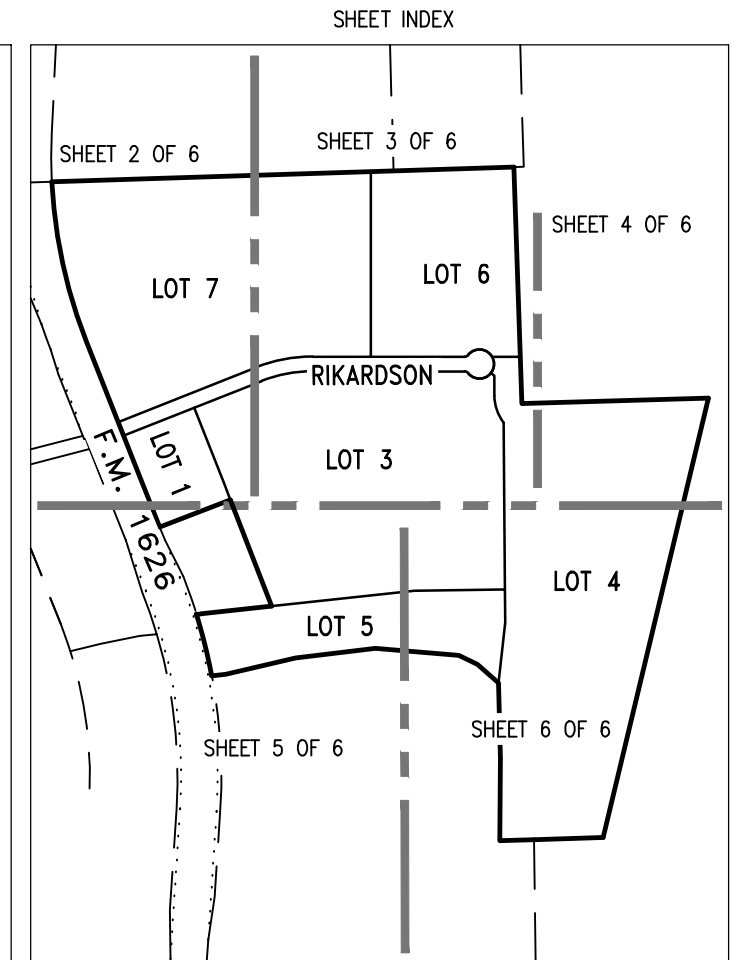 SHEET INDEX
SHEET 2 OF 6
SHEET 3 OF 6
SHEET 4 OF 6
LOT 7
LOT 6
RIKARDSON
LOT 1
LOT 3
F.M. 1626
LOT 4
LOT 5
SHEET 5 OF 6
SHEET 6 OF 6